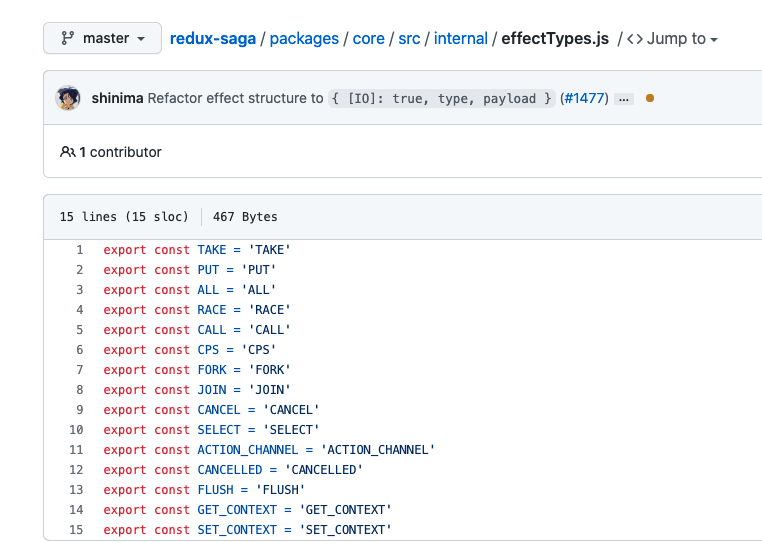 master redux-saga / packages / core / src / internal / effectTypes.js / <> Jump to
shinima Refactor effect structure to { [IO]: true, type, payload } (#1477) ...
1 contributor
15 lines (15 sloc) 467 Bytes
1 export const TAKE = 'TAKE'
2 export const PUT = 'PUT'
3 export const ALL = 'ALL'
4 export const RACE = 'RACE'
5 export const CALL = 'CALL'
6 export const CPS = 'CPS'
7 export const FORK = 'FORK'
8 export const JOIN = 'JOIN'
9 export const CANCEL = 'CANCEL'
10 export const SELECT = 'SELECT'
11 export const ACTION_CHANNEL = 'ACTION_CHANNEL'
12 export const CANCELLED = 'CANCELLED'
13 export const FLUSH = 'FLUSH'
14 export const GET_CONTEXT = 'GET_CONTEXT'
15 export const SET_CONTEXT = 'SET_CONTEXT'